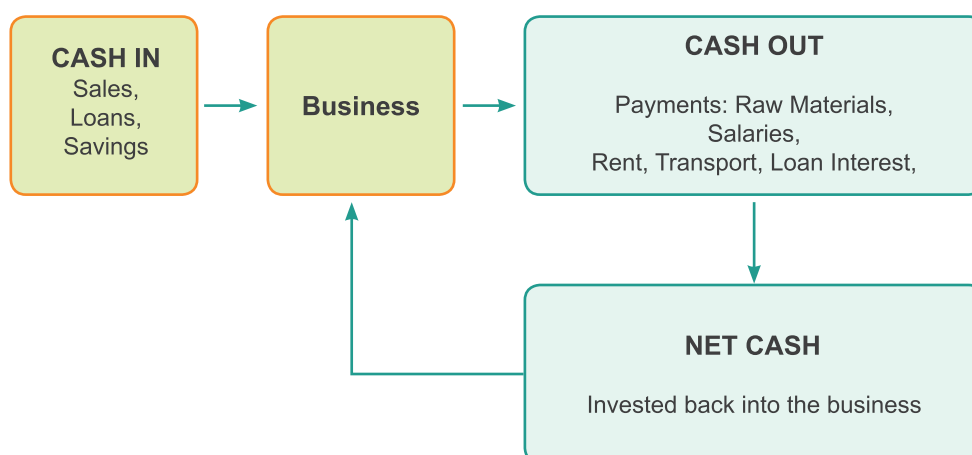 CASH IN
Sales,
Loans,
Savings
Business
CASH OUT
Payments: Raw Materials,
Salaries,
Rent, Transport, Loan Interest,
NET CASH
Invested back into the business